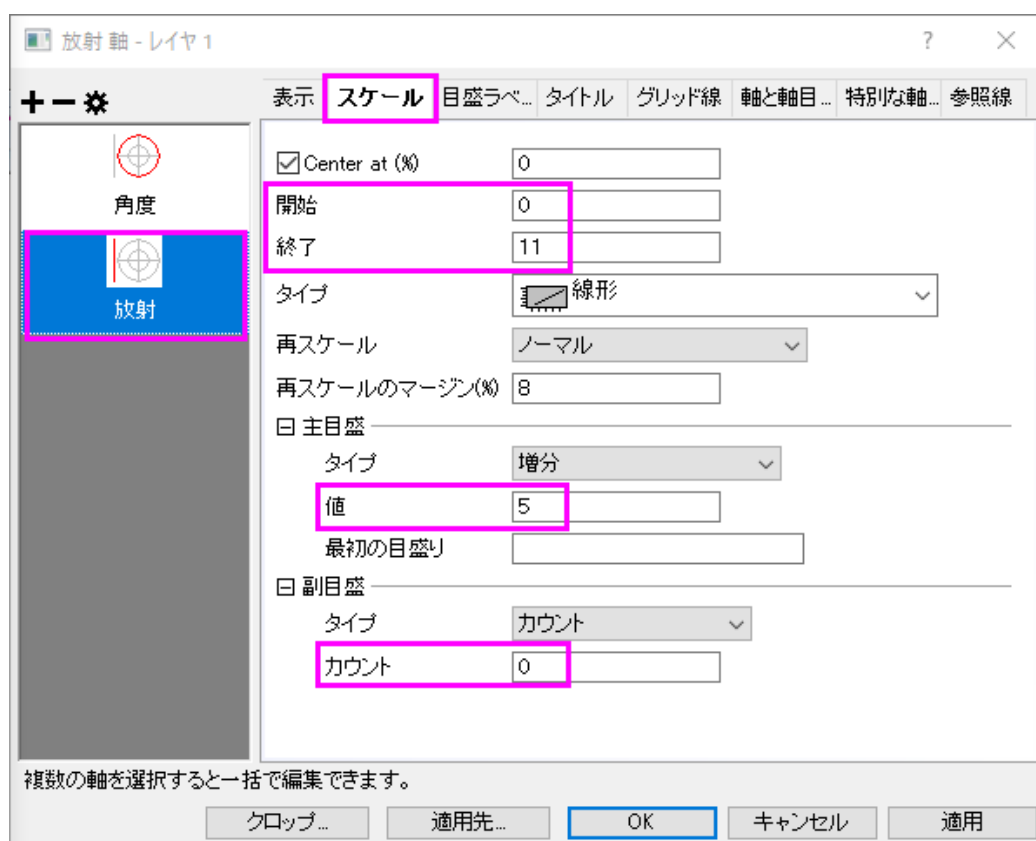 放射 軸 - レイヤ 1
表示 スケール 目盛ラベ... タイトル グリッド線 軸と軸目... 特別な軸... 参照線
角度
放射
Center at (%) 0
開始 0
終了 11
タイプ 線形
再スケール ノーマル
再スケールのマージン(%) 8
主目盛
タイプ 増分
値 5
最初の目盛り
副目盛
タイプ カウント
カウント 0
複数の軸を選択すると一括で編集できます。
クロップ... 適用先... OK キャンセル 適用